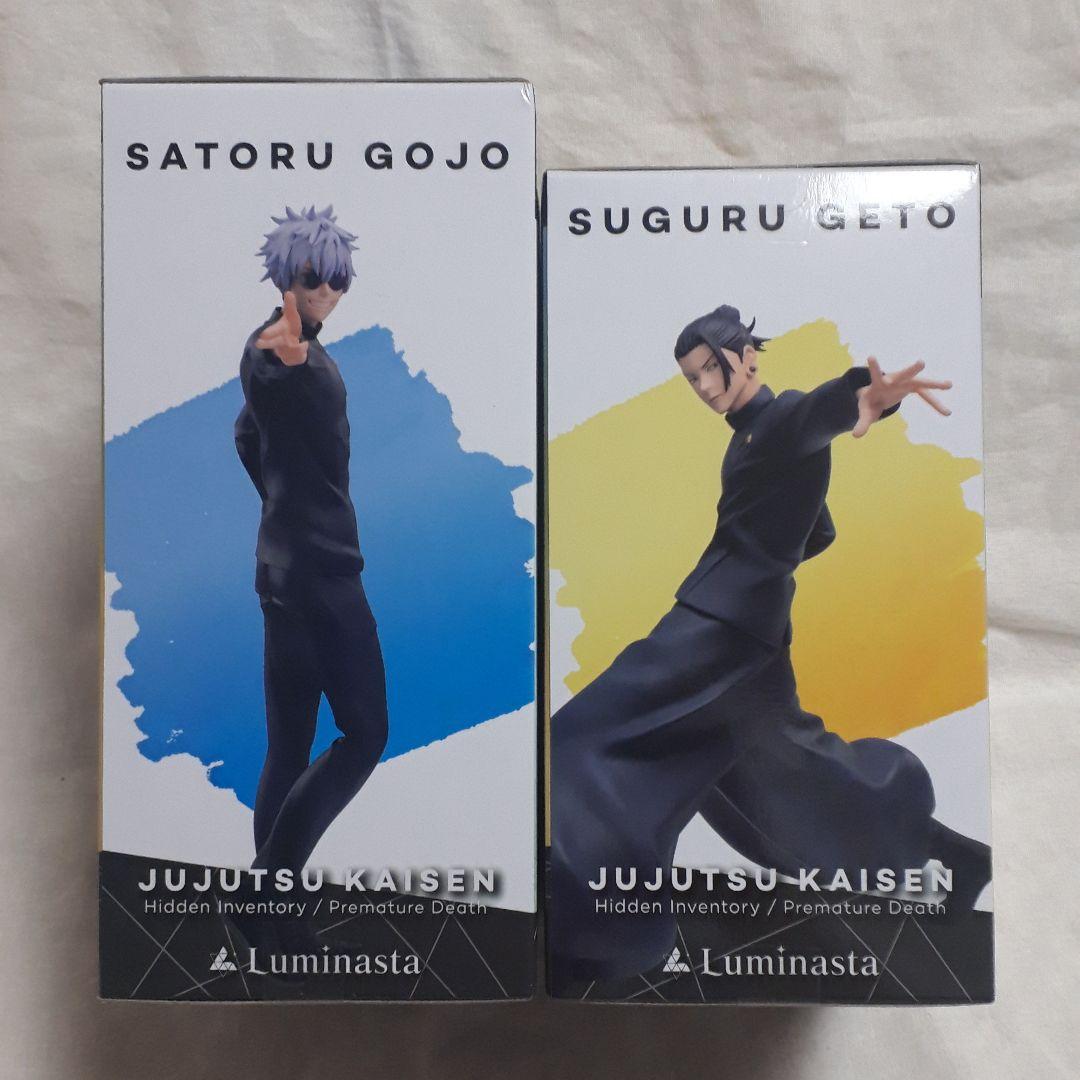 SATORU GOJO
JUJUTSU KAISEN
Hidden Inventory / Premature Death
Luminasta
SUGURU GETO
JUJUTSU KAISEN
Hidden Inventory / Premature Death
Luminasta